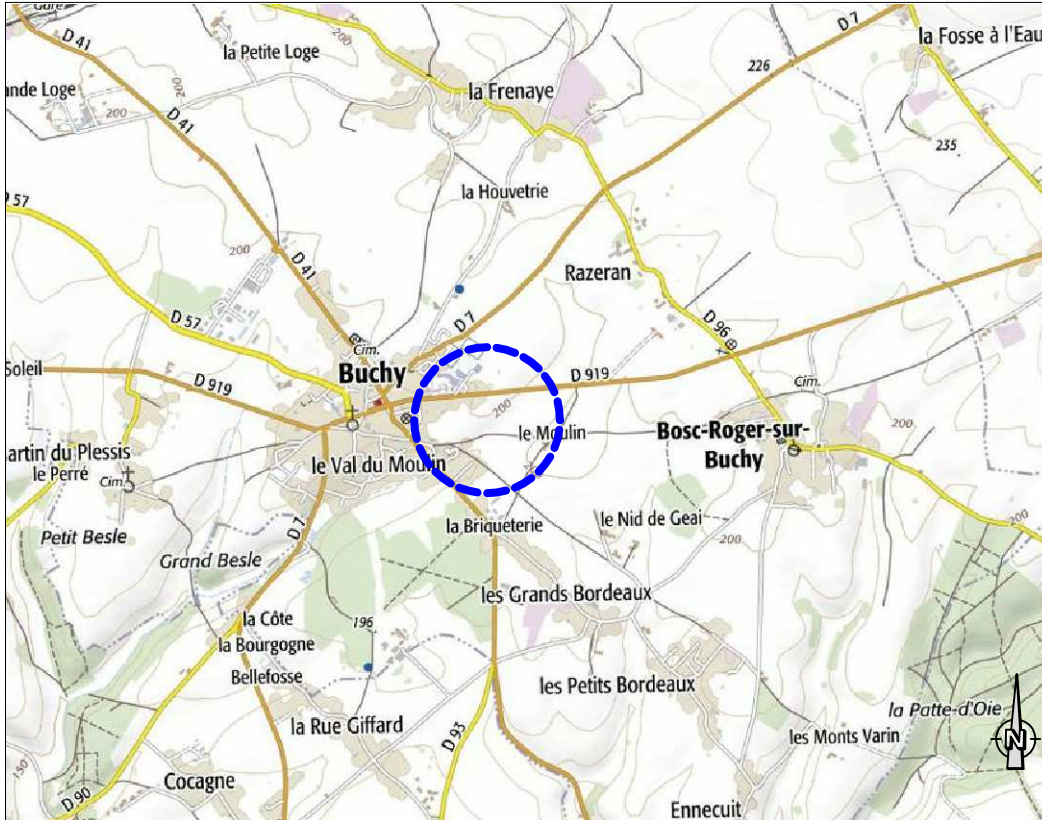 Gare
D 41
200
D 7
la Petite Loge
la Fosse à l'Eau
226
ande Loge
200
200
la Frenaye
D 41
235
la Houvetrie
D 57
200
D 41
Razeran
D 57
D 7
D 96
Cim.
Soleil
Buchy
D 919
Cim.
D 919
200
le Moulin
Bosc-Roger-sur-
Buchy
200
artin du Plessis
le Perré
le Val du Moulin
Cim.
Petit Besle
D 7
la Briqueterie
le Nid de Geai
200
200
Grand Besle
les Grands Bordeaux
la Côte
196
la Bourgogne
Bellefosse
les Petits Bordeaux
la Patte-d'Oie
la Rue Giffard
D 93
les Monts Varin
N
150
Cocagne
D 90
Ennecuit